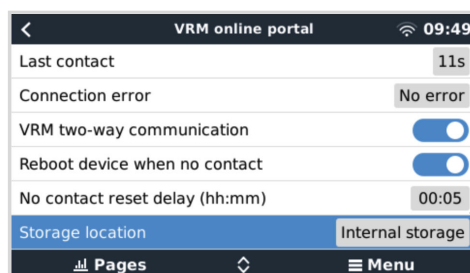 VRM online portal 09:49
Last contact 11s
Connection error No error
VRM two-way communication
Reboot device when no contact
No contact reset delay (hh:mm) 00:05
Storage location Internal storage
Pages Menu